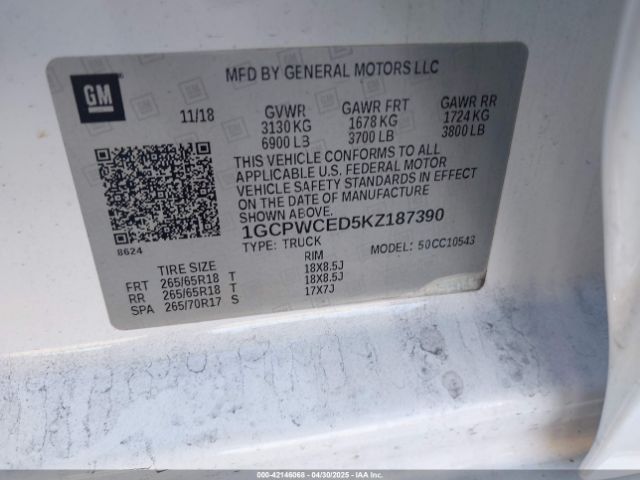 GM
MFD BY GENERAL MOTORS LLC
11/18
GVWR GAWR FRT GAWR RR
3130 KG 1678 KG 1724 KG
6900 LB 3700 LB 3800 LB
THIS VEHICLE CONFORMS TO ALL
APPLICABLE U.S. FEDERAL MOTOR
VEHICLE SAFETY STANDARDS IN EFFECT
ON THE DATE OF MANUFACTURE
SHOWN ABOVE.
8624
1GCPWCED5KZ187390
TYPE: TRUCK MODEL: 50CC10543
TIRE SIZE RIM
FRT 265/65R18 T 18X8.5J
RR 265/65R18 T 18X8.5J
SPA 265/70R17 S 17X7J
000-42146068 - 04/30/2025 - IAAI.COM